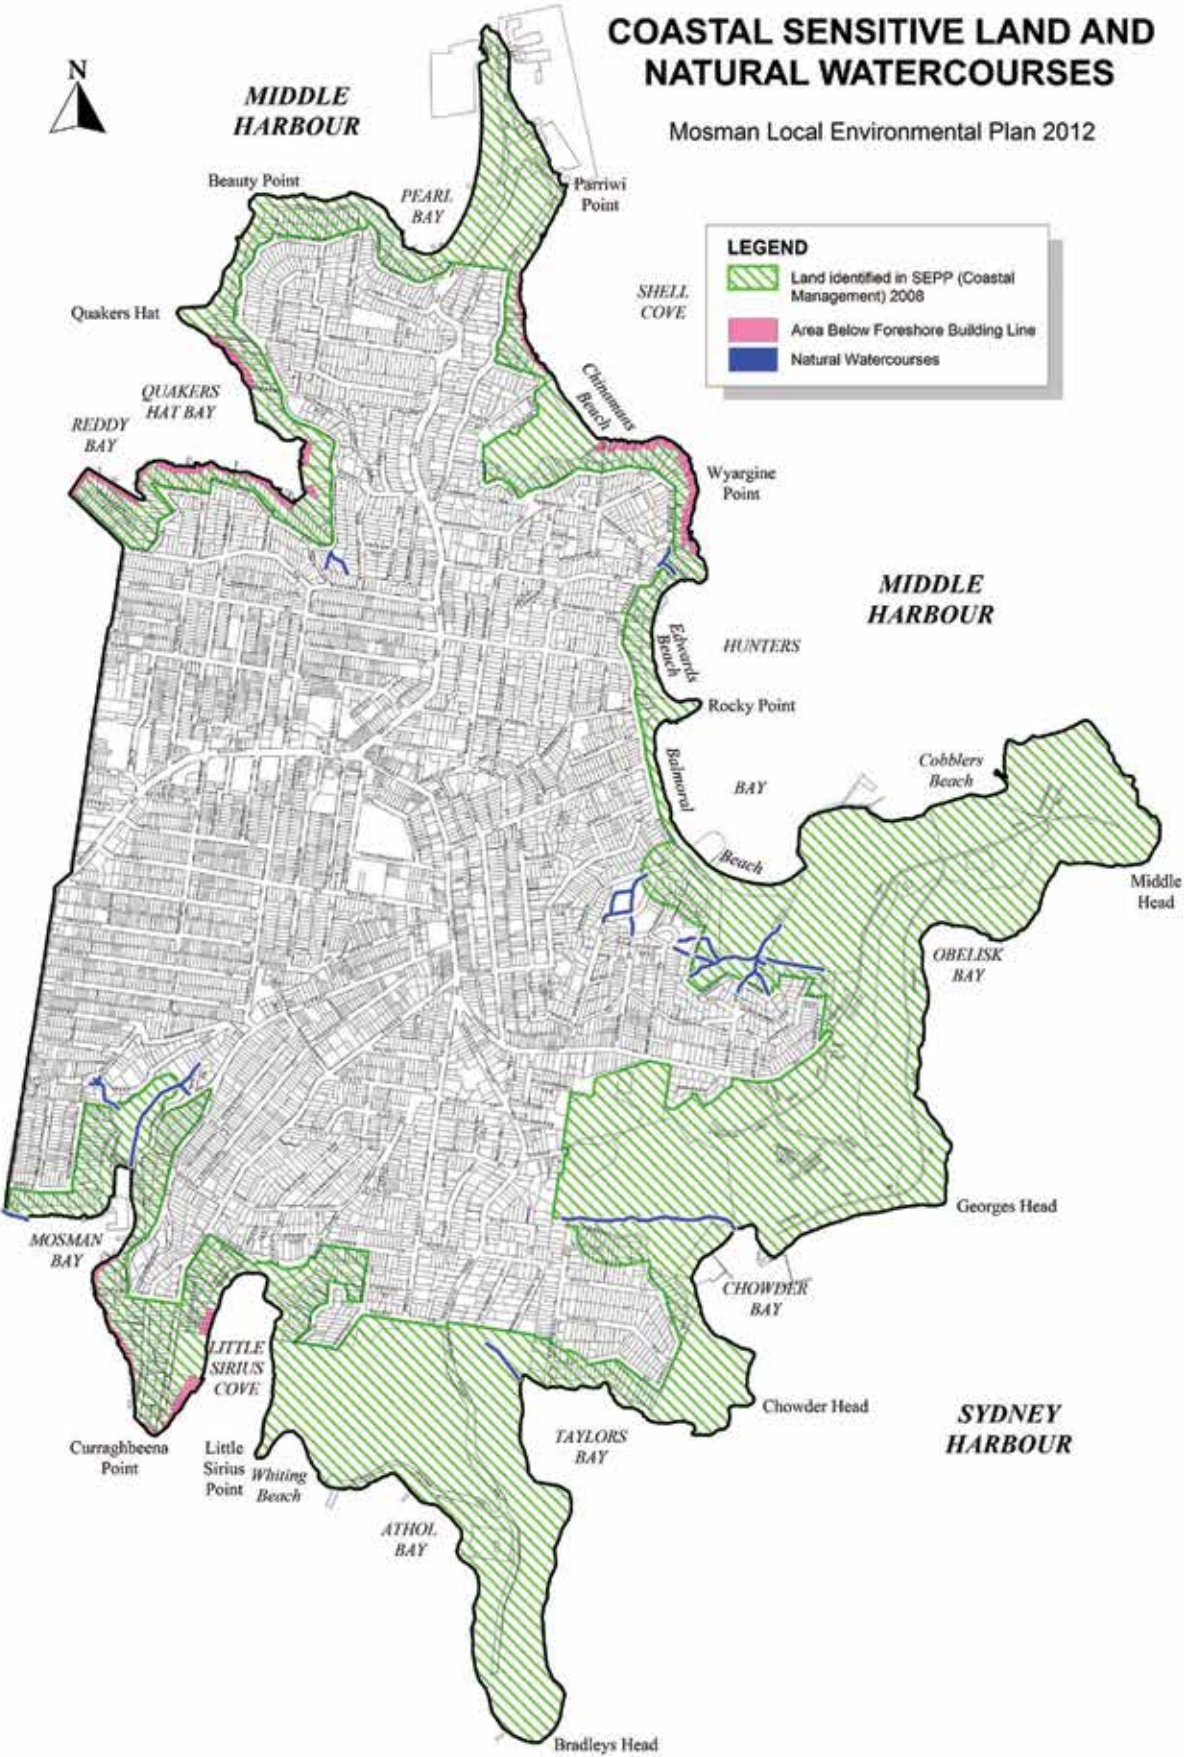 COASTAL SENSITIVE LAND AND
NATURAL WATERCOURSES
Mosman Local Environmental Plan 2012
N
MIDDLE
HARBOUR
Beauty Point
PEARL
BAY
Parriwi
Point
LEGEND
Land identified in SEPP (Coastal
Management) 2008
Area Below Foreshore Building Line
Natural Watercourses
SHELL
COVE
Quakers Hat
Chinamans
Beach
QUAKERS
HAT BAY
REDDY
BAY
Wyargine
Point
MIDDLE
HARBOUR
Edwards
Beach
HUNTERS
Rocky Point
Balmoral
BAY
Cobblers
Beach
Beach
Middle
Head
OBELISK
BAY
Georges Head
MOSMAN
BAY
CHOWDER
BAY
LITTLE
SIRIUS
COVE
Chowder Head
SYDNEY
HARBOUR
Curraghbeena
Point
Little
Sirius
Point
Whiting
Beach
TAYLORS
BAY
ATHOL
BAY
Bradleys Head